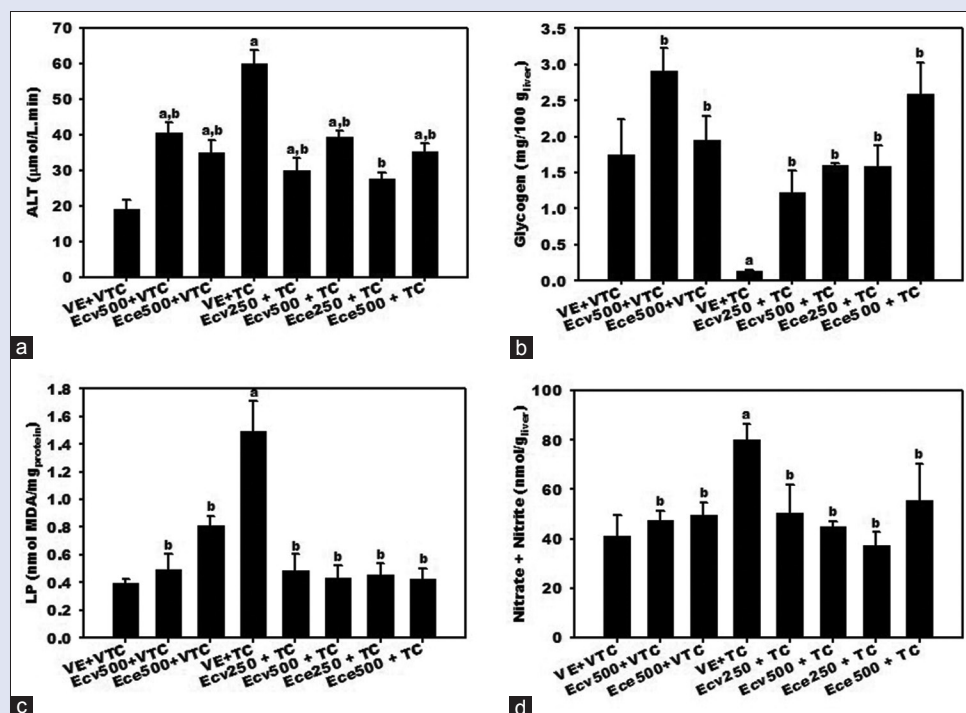 70
60
50
40
30
20
10
0
ALT (µmol/L.min)
a
a,b
a,b
a,b
a,b
b
a,b
VE+VTC
Ecv500+VTC
Ece500+VTC
VE+TC
Ecv250 + TC
Ecv500 + TC
Ece250 + TC
Ece500 + TC
a
3.5
3.0
2.5
2.0
1.5
1.0
0.5
0.0
Glycogen (mg/100 gliver)
b
b
a
b
b
b
b
VE+VTC
Ecv500+VTC
Ece500+VTC
VE+TC
Ecv250 + TC
Ecv500 + TC
Ece250 + TC
Ece500 + TC
b
1.8
1.6
1.4
1.2
1.0
0.8
0.6
0.4
0.2
0.0
LP (nmol MDA/mgprotein)
b
b
a
b
b
b
b
VE+VTC
Ecv500+VTC
Ece500+VTC
VE+TC
Ecv250 + TC
Ecv500 + TC
Ece250 + TC
Ece500 + TC
c
100
80
60
40
20
0
Nitrate + Nitrite (nmol/gliver)
b
b
a
b
b
b
b
VE+VTC
Ecv500+VTC
Ece500+VTC
VE+TC
Ecv250 + TC
Ecv500 + TC
Ece250 + TC
Ece500 + TC
d